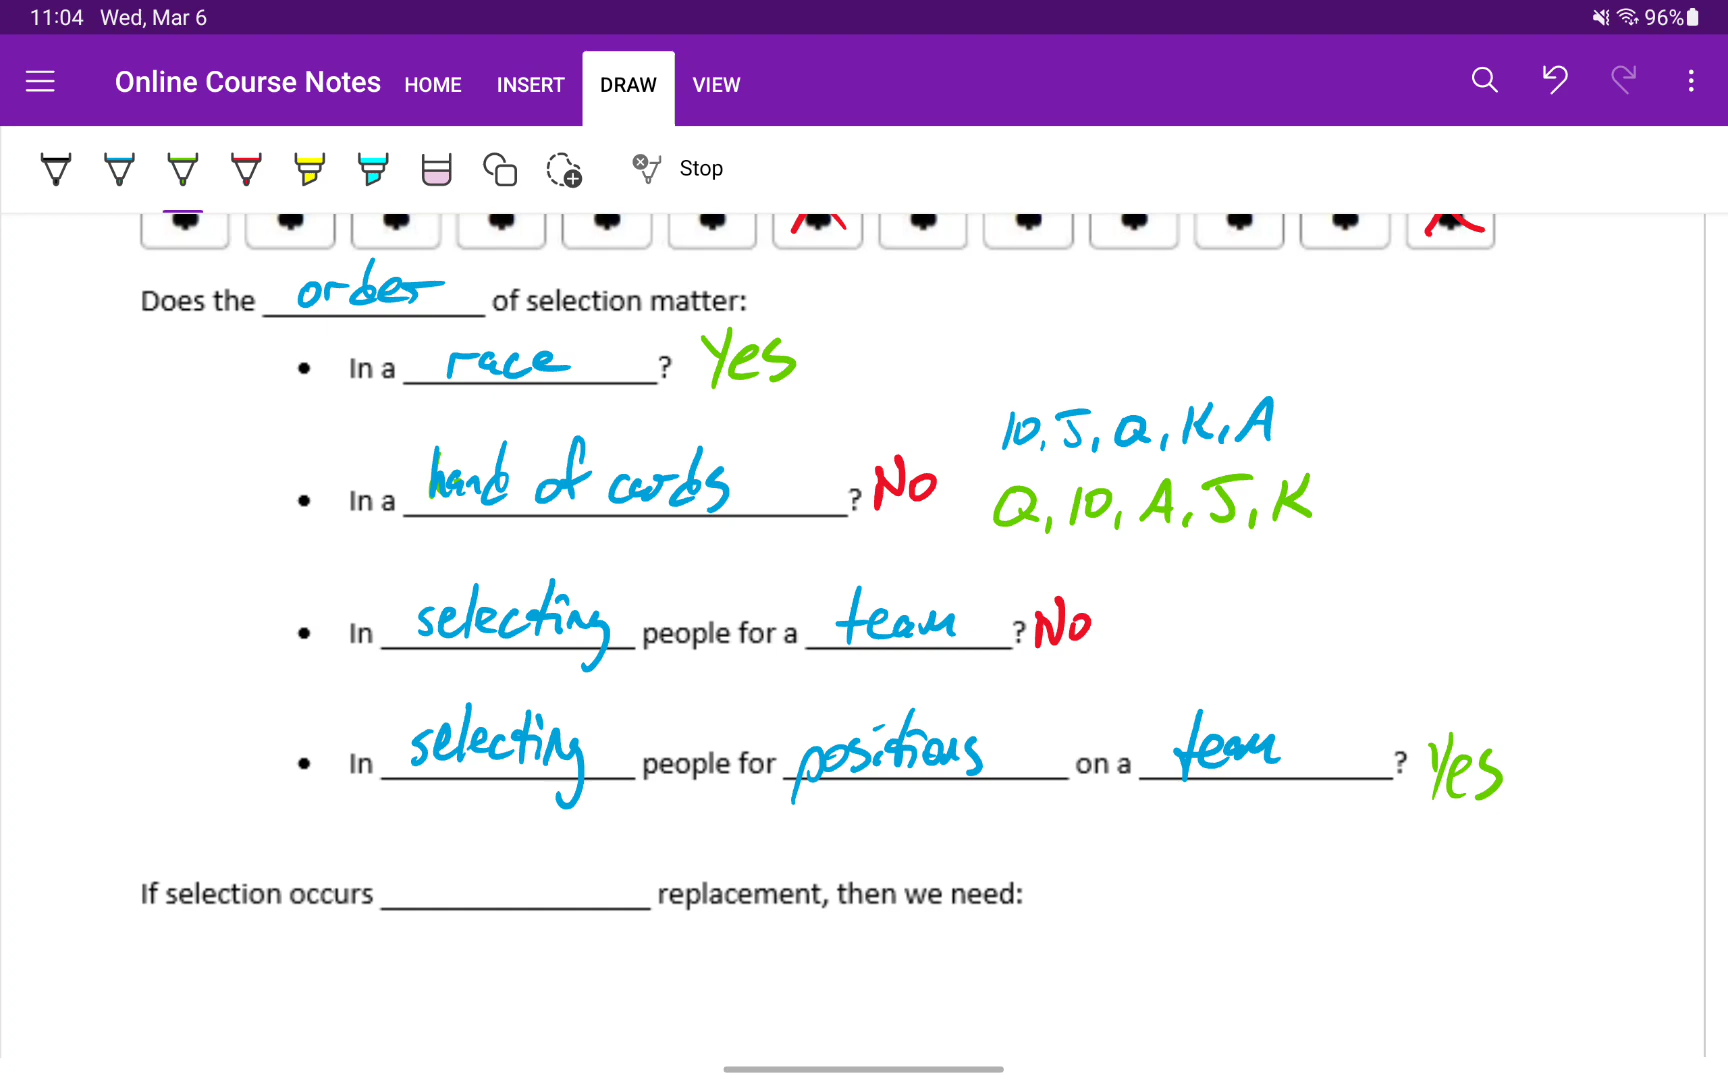 11:04 Wed, Mar 6 96%
Online Course Notes HOME INSERT DRAW VIEW
Stop
Does the order of selection matter:
• In a race ? Yes
10, J, Q, K, A
• In a hand of cards ? No
Q, 10, A, J, K
• In selecting people for a team ? No
• In selecting people for positions on a team ? Yes
If selection occurs ____________ replacement, then we need: